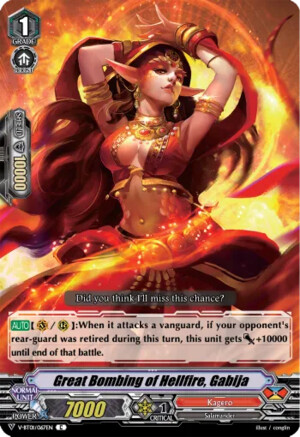 1
GRADE
BOOST
SHIELD 10000
Did you think I'll miss this chance?
AUTO [ / ]:When it attacks a vanguard, if your opponent's
rear-guard was retired during this turn, this unit gets +10000
until end of that battle.
Great Bombing of Hellfire, Gabija
NORMAL
UNIT
POWER
7000
1
CRITICAL
Kagero
Salamander
V-BT01/067EN C
illust / conglin